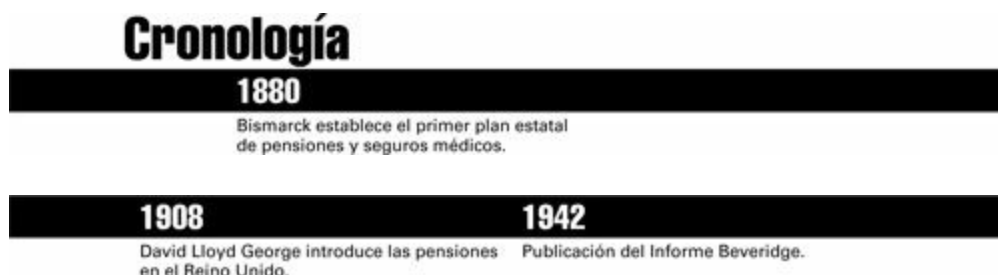 Cronología
1880
Bismarck establece el primer plan estatal
de pensiones y seguros médicos.
1908
David Lloyd George introduce las pensiones
en el Reino Unido.
1942
Publicación del Informe Beveridge.